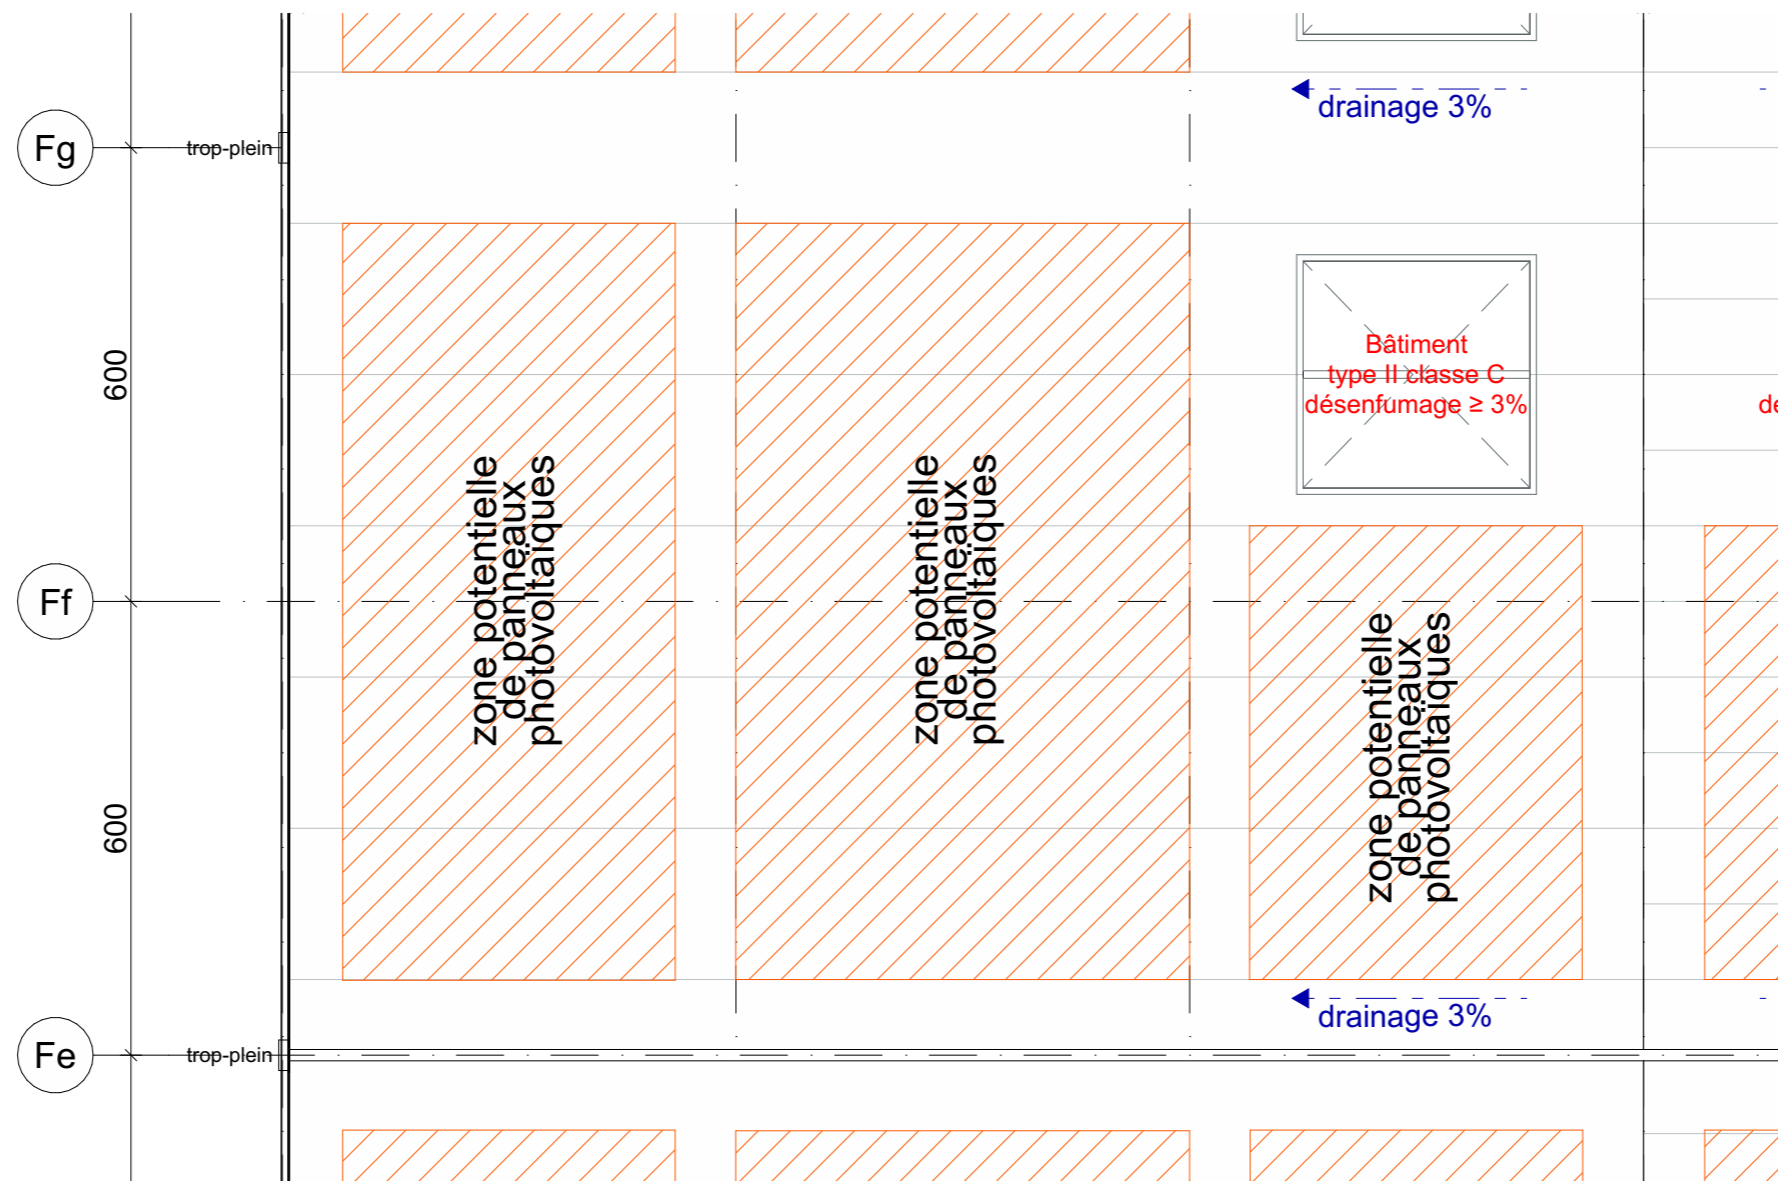 drainage 3%
Fg
trop-plein
600
Bâtiment
type II classe C
désenfumage ≥ 3%
zone potentielle
de panneaux
photovoltaïques
zone potentielle
de panneaux
photovoltaïques
Ff
zone potentielle
de panneaux
photovoltaïques
600
drainage 3%
Fe
trop-plein